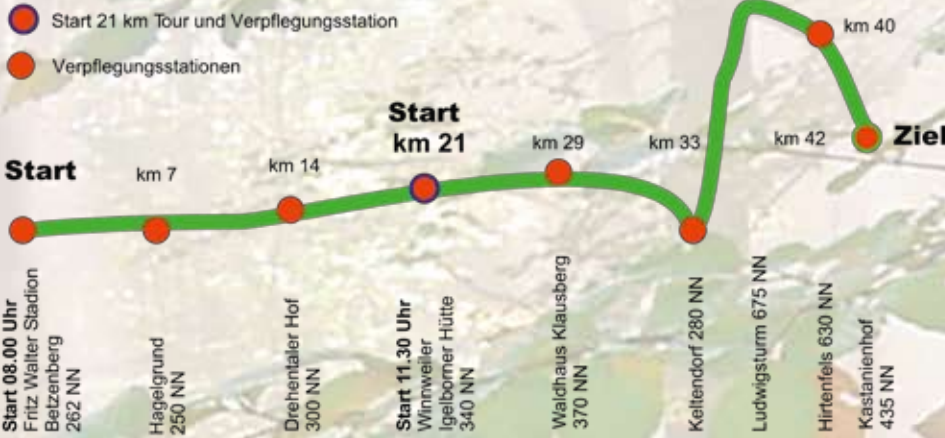 Start 21 km Tour und Verpflegungsstation
Verpflegungsstationen
Start
km 7
km 14
Start
km 21
km 29
km 33
km 40
km 42
Ziel
Start 08.00 Uhr
Fritz Walter Stadion
Betzenberg
262 NN
Hagelgrund
250 NN
Drehentaler Hof
300 NN
Start 11.30 Uhr
Winnweiler
Igelborner Hütte
340 NN
Waldhaus Klausberg
370 NN
Keltendorf 280 NN
Ludwigsturm 675 NN
Hirtenfels 630 NN
Kastanienhof
435 NN